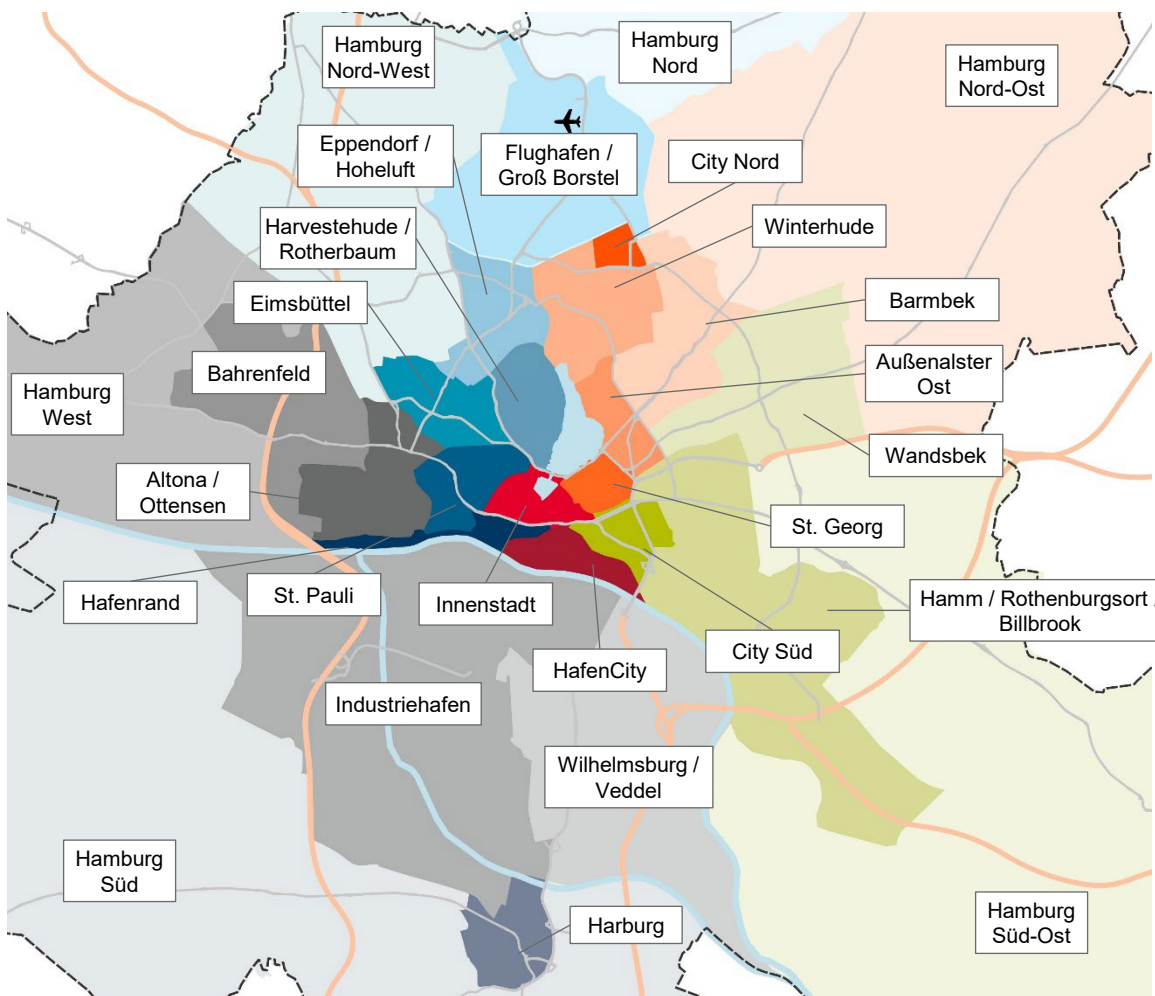 Hamburg
Nord-West
Hamburg
Nord
Hamburg
Nord-Ost
Eppendorf /
Hoheluft
Flughafen /
Groß Borstel
City Nord
Harvestehude /
Rotherbaum
Winterhude
Eimsbüttel
Barmbek
Bahrenfeld
Außenalster
Ost
Hamburg
West
Wandsbek
Altona /
Ottensen
St. Georg
Hafenrand
St. Pauli
Innenstadt
Hamm / Rothenburgsort /
Billbrook
City Süd
HafenCity
Industriehafen
Wilhelmsburg /
Veddel
Hamburg
Süd
Harburg
Hamburg
Süd-Ost